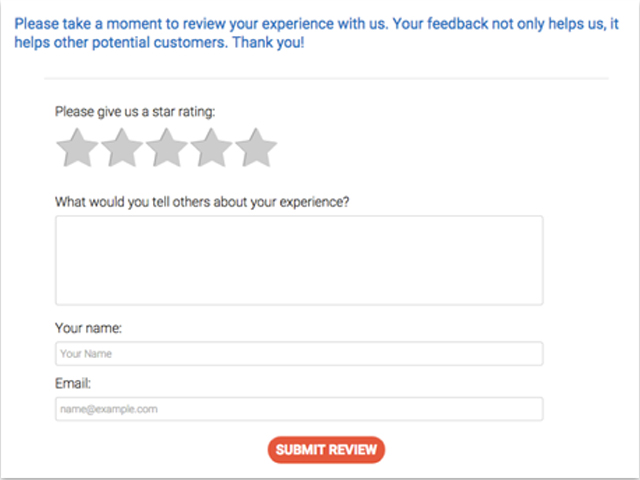 Please take a moment to review your experience with us. Your feedback not only helps us, it
helps other potential customers. Thank you!
Please give us a star rating:
What would you tell others about your experience?
Your name:
Your Name
Email:
name@example.com
SUBMIT REVIEW